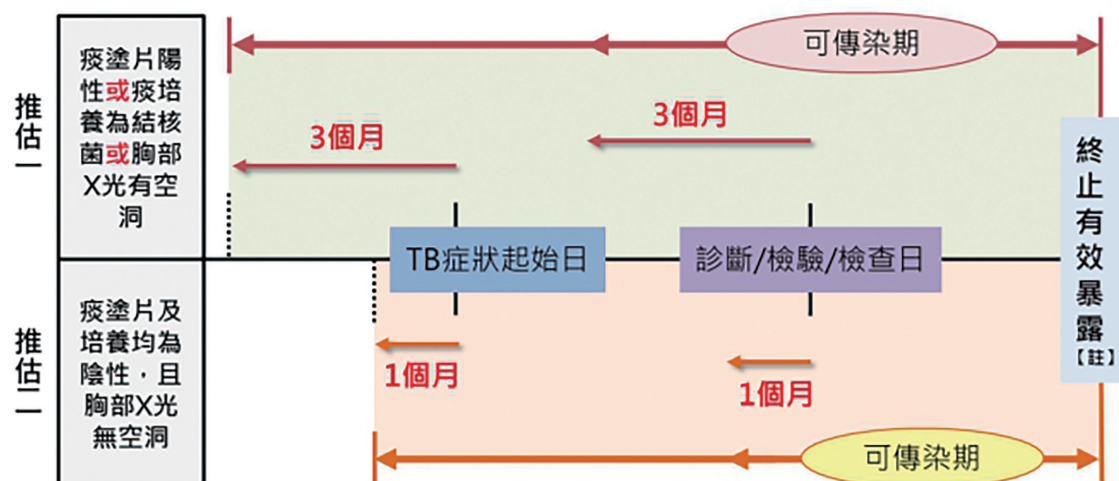 可傳染期
推估一
痰塗片陽
性或痰培
養為結核
菌或胸部
X光有空
洞
3個月
3個月
TB症狀起始日
診斷/檢驗/檢查日
終止有效暴露【註】
推估二
痰塗片及
培養均為
陰性，且
胸部X光
無空洞
1個月
1個月
可傳染期